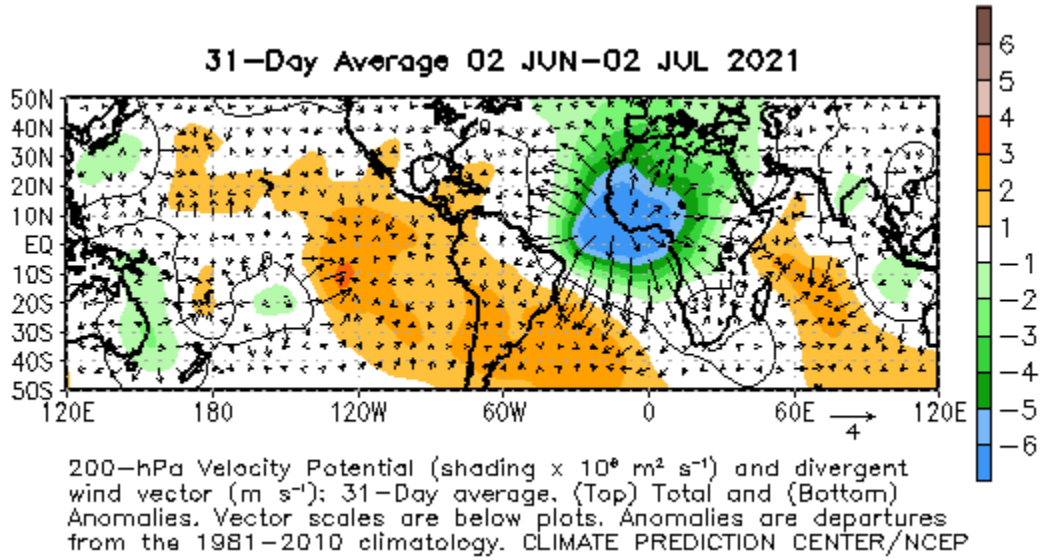 31-Day Average 02 JUN-02 JUL 2021
50N
40N
30N
20N
10N
EQ
10S
20S
30S
40S
50S
120E 180 120W 60W 0 60E 120E
4
6
5
4
3
2
1
-1
-2
-3
-4
-5
-6
0
0
200-hPa Velocity Potential (shading x 10⁶ m² s⁻¹) and divergent
wind vector (m s⁻¹): 31-Day average. (Top) Total and (Bottom)
Anomalies. Vector scales are below plots. Anomalies are departures
from the 1981-2010 climatology. CLIMATE PREDICTION CENTER/NCEP